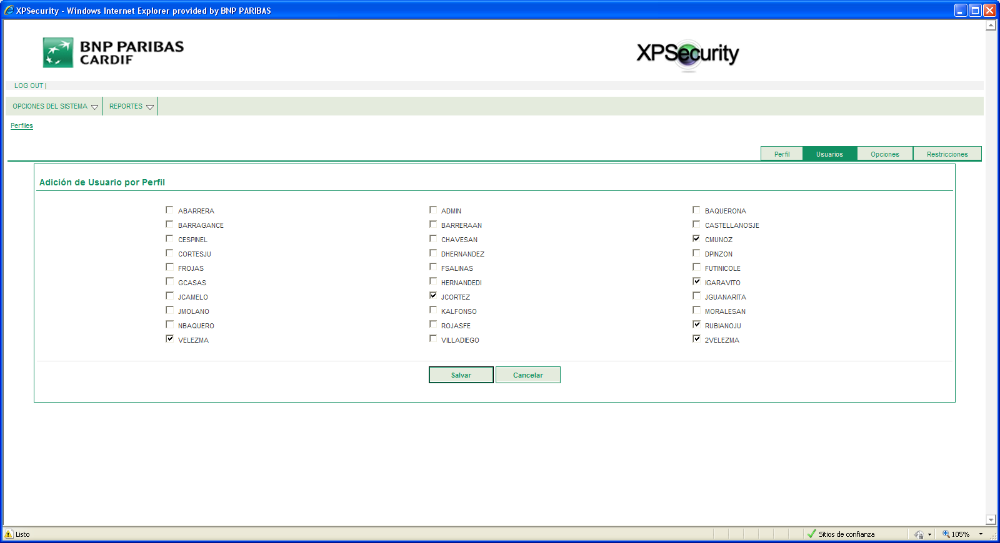 XPSecurity - Windows Internet Explorer provided by BNP PARIBAS
BNP PARIBAS
CARDIF
XPSecurity
LOG OUT |
OPCIONES DEL SISTEMA REPORTES
Perfiles
Perfil Usuarios Opciones Restricciones
Adición de Usuario por Perfil
ABARRERA ADMIN BAQUERONA
BARRAGANCE BARRERAAN CASTELLANOSJE
CESPINEL CHAVESAN CMUNOZ
CORTESJU DHERNANDEZ DPINZON
FROJAS FSALINAS FUTINICOLE
GCASAS HERNANDEDI IGARAVITO
JCAMELO JCORTEZ JGUANARITA
JMOLANO KALFONSO MORALESAN
NBAQUERO ROJASFE RUBIANOJU
VELEZMA VILLADIEGO 2VELEZMA
Salvar Cancelar
Listo Sitios de confianza 105%